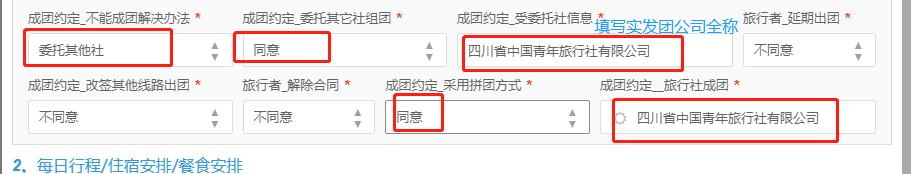 成团约定_不能成团解决办法 * 成团约定_委托其它社组团 * 成团约定_受委托社信息 * 填写实发团公司全称 旅行者_延期出团 *
委托其他社 同意 四川省中国青年旅行社有限公司 不同意
成团约定_改签其他线路出团 * 旅行者_解除合同 * 成团约定_采用拼团方式 * 成团约定__旅行社成团 *
不同意 不同意 同意 四川省中国青年旅行社有限公司
2、每日行程/住宿安排/餐食安排